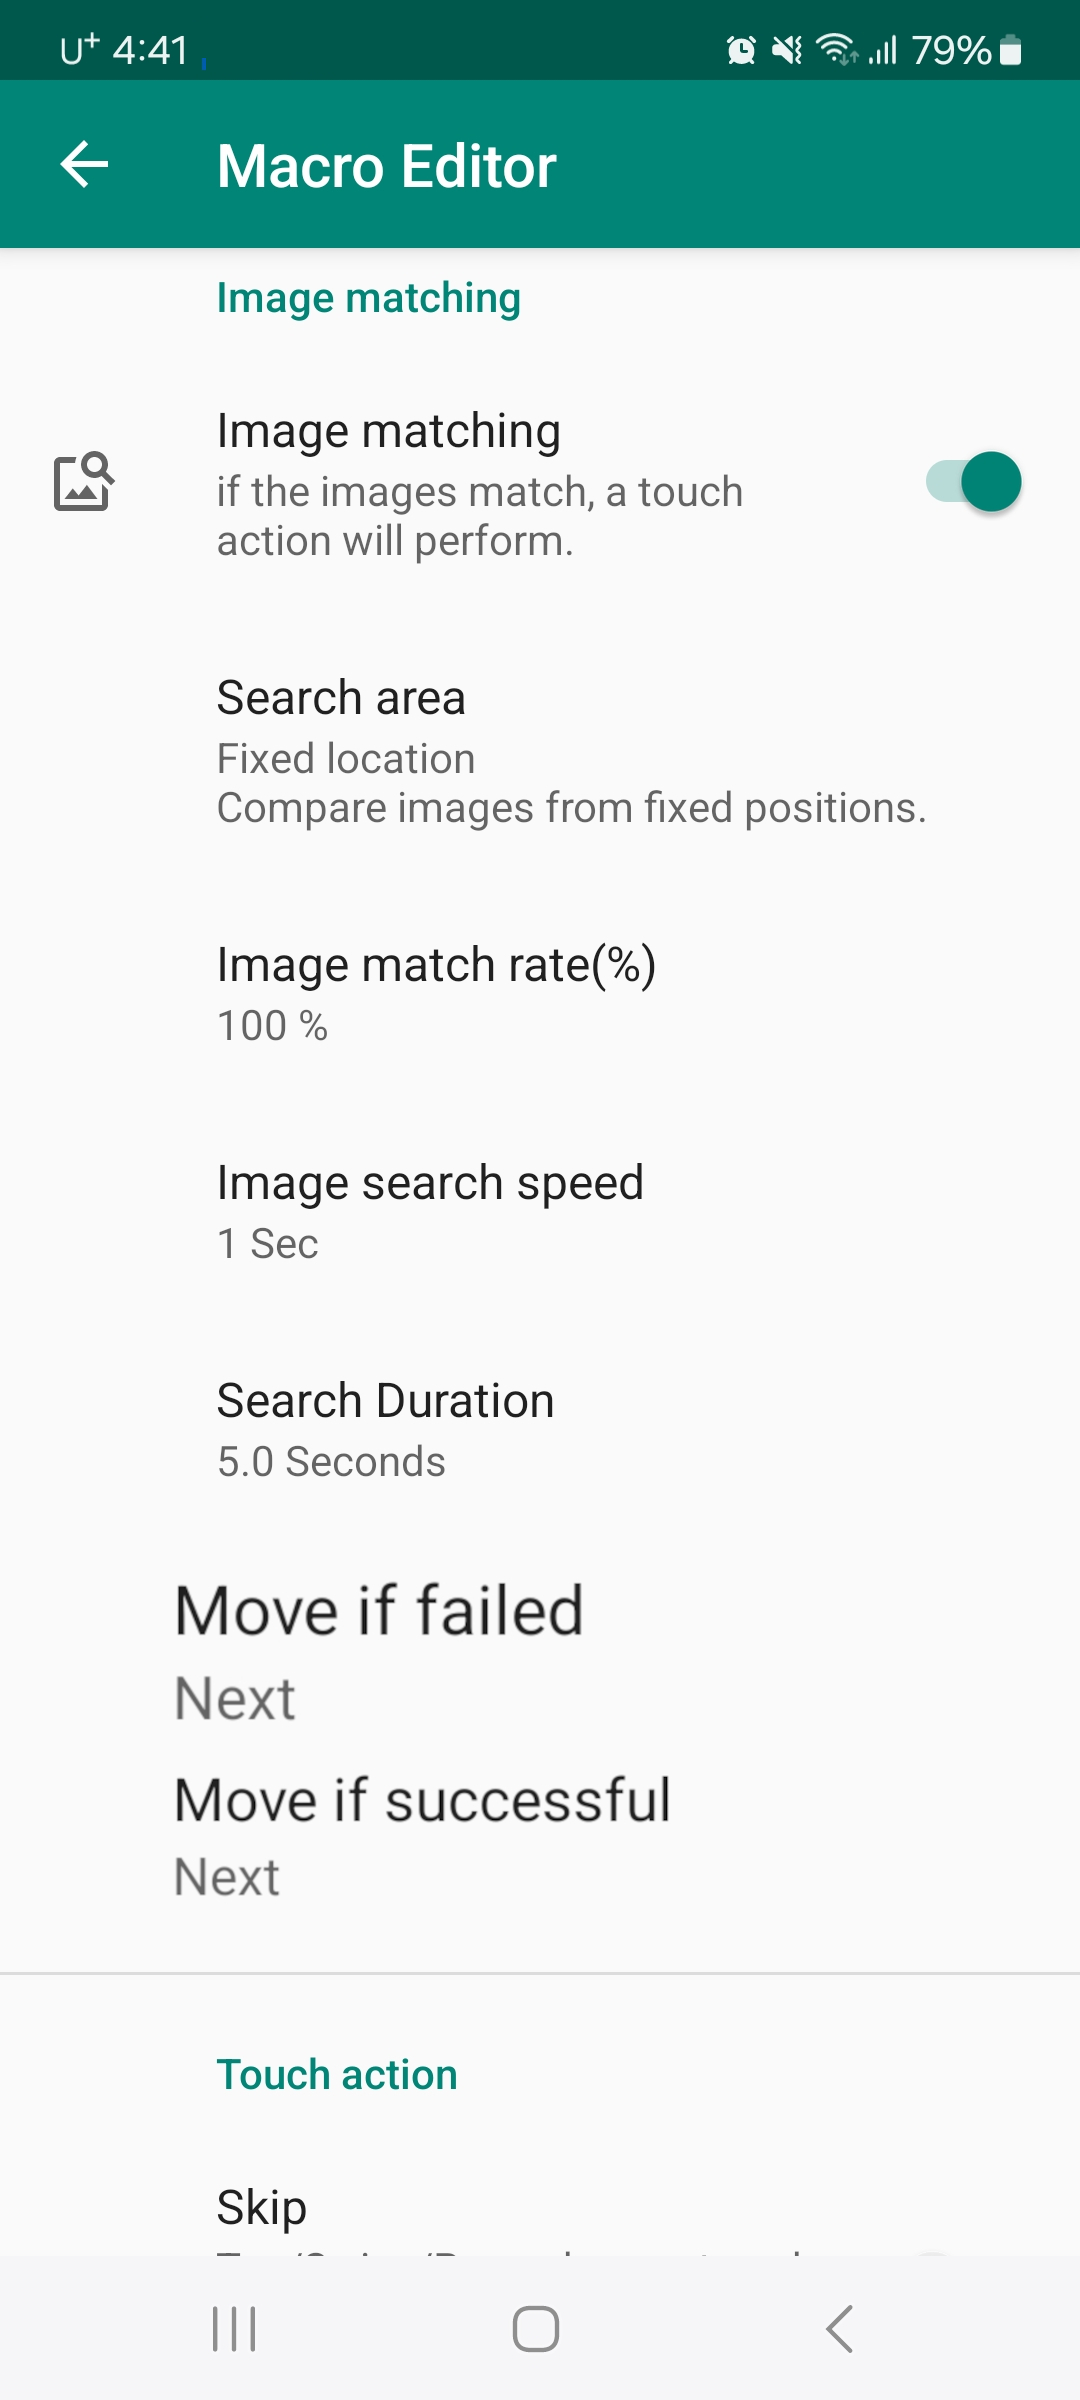 U+ 4:41 79%
Macro Editor
Image matching
Image matching
if the images match, a touch
action will perform.
Search area
Fixed location
Compare images from fixed positions.
Image match rate(%)
100 %
Image search speed
1 Sec
Search Duration
5.0 Seconds
Move if failed
Next
Move if successful
Next
Touch action
Skip